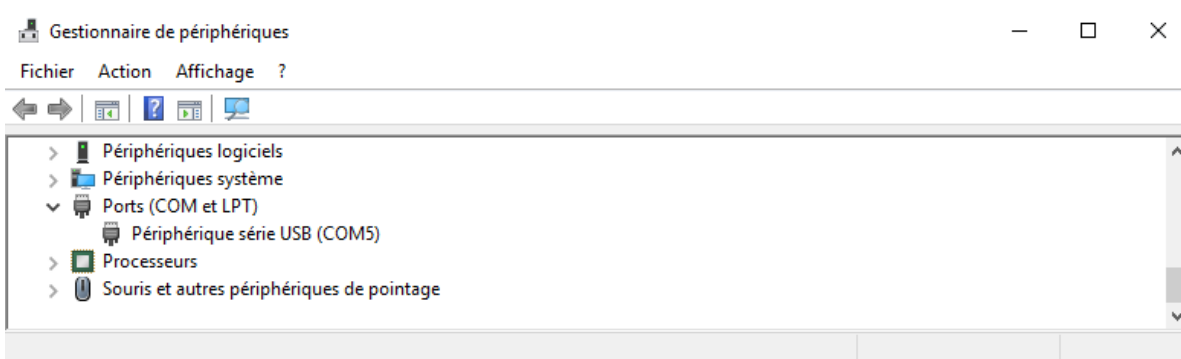 Gestionnaire de périphériques
Fichier Action Affichage ?
Périphériques logiciels
Périphériques système
Ports (COM et LPT)
Périphérique série USB (COM5)
Processeurs
Souris et autres périphériques de pointage